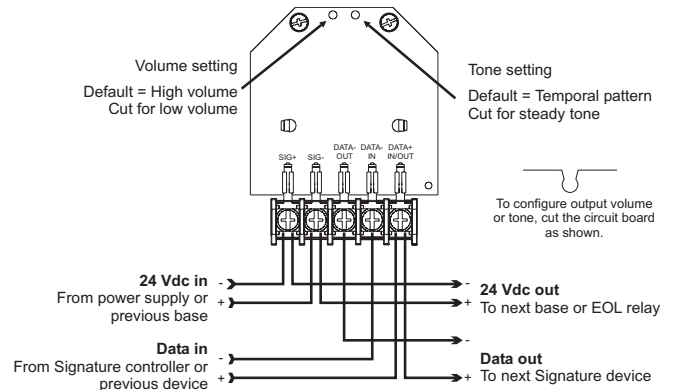 Volume setting
Default = High volume
Cut for low volume
Tone setting
Default = Temporal pattern
Cut for steady tone
SIG+
SIG-
DATA-
OUT
DATA-
IN
DATA+
IN/OUT
To configure output volume
or tone, cut the circuit board
as shown.
24 Vdc in
-
From power supply or
+
previous base
-
24 Vdc out
+
To next base or EOL relay
Data in
-
From Signature controller or
+
previous device
-
Data out
+
To next Signature device